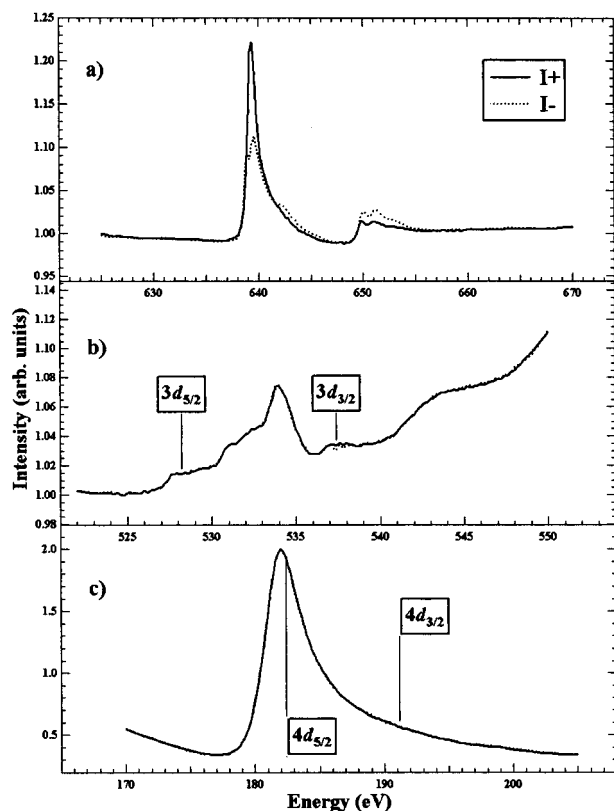 1.25
1.20
a)
I+
I-
1.15
1.10
1.05
1.00
0.95
630 640 650 660 670
1.14
1.12
b)
1.10
3d5/2 3d3/2
1.08
1.06
1.04
1.02
1.00
0.98
525 530 535 540 545 550
2.0
c)
4d3/2
1.5
1.0
4d5/2
0.5
170 180 190 200
Energy (eV)
Intensity (arb. units)